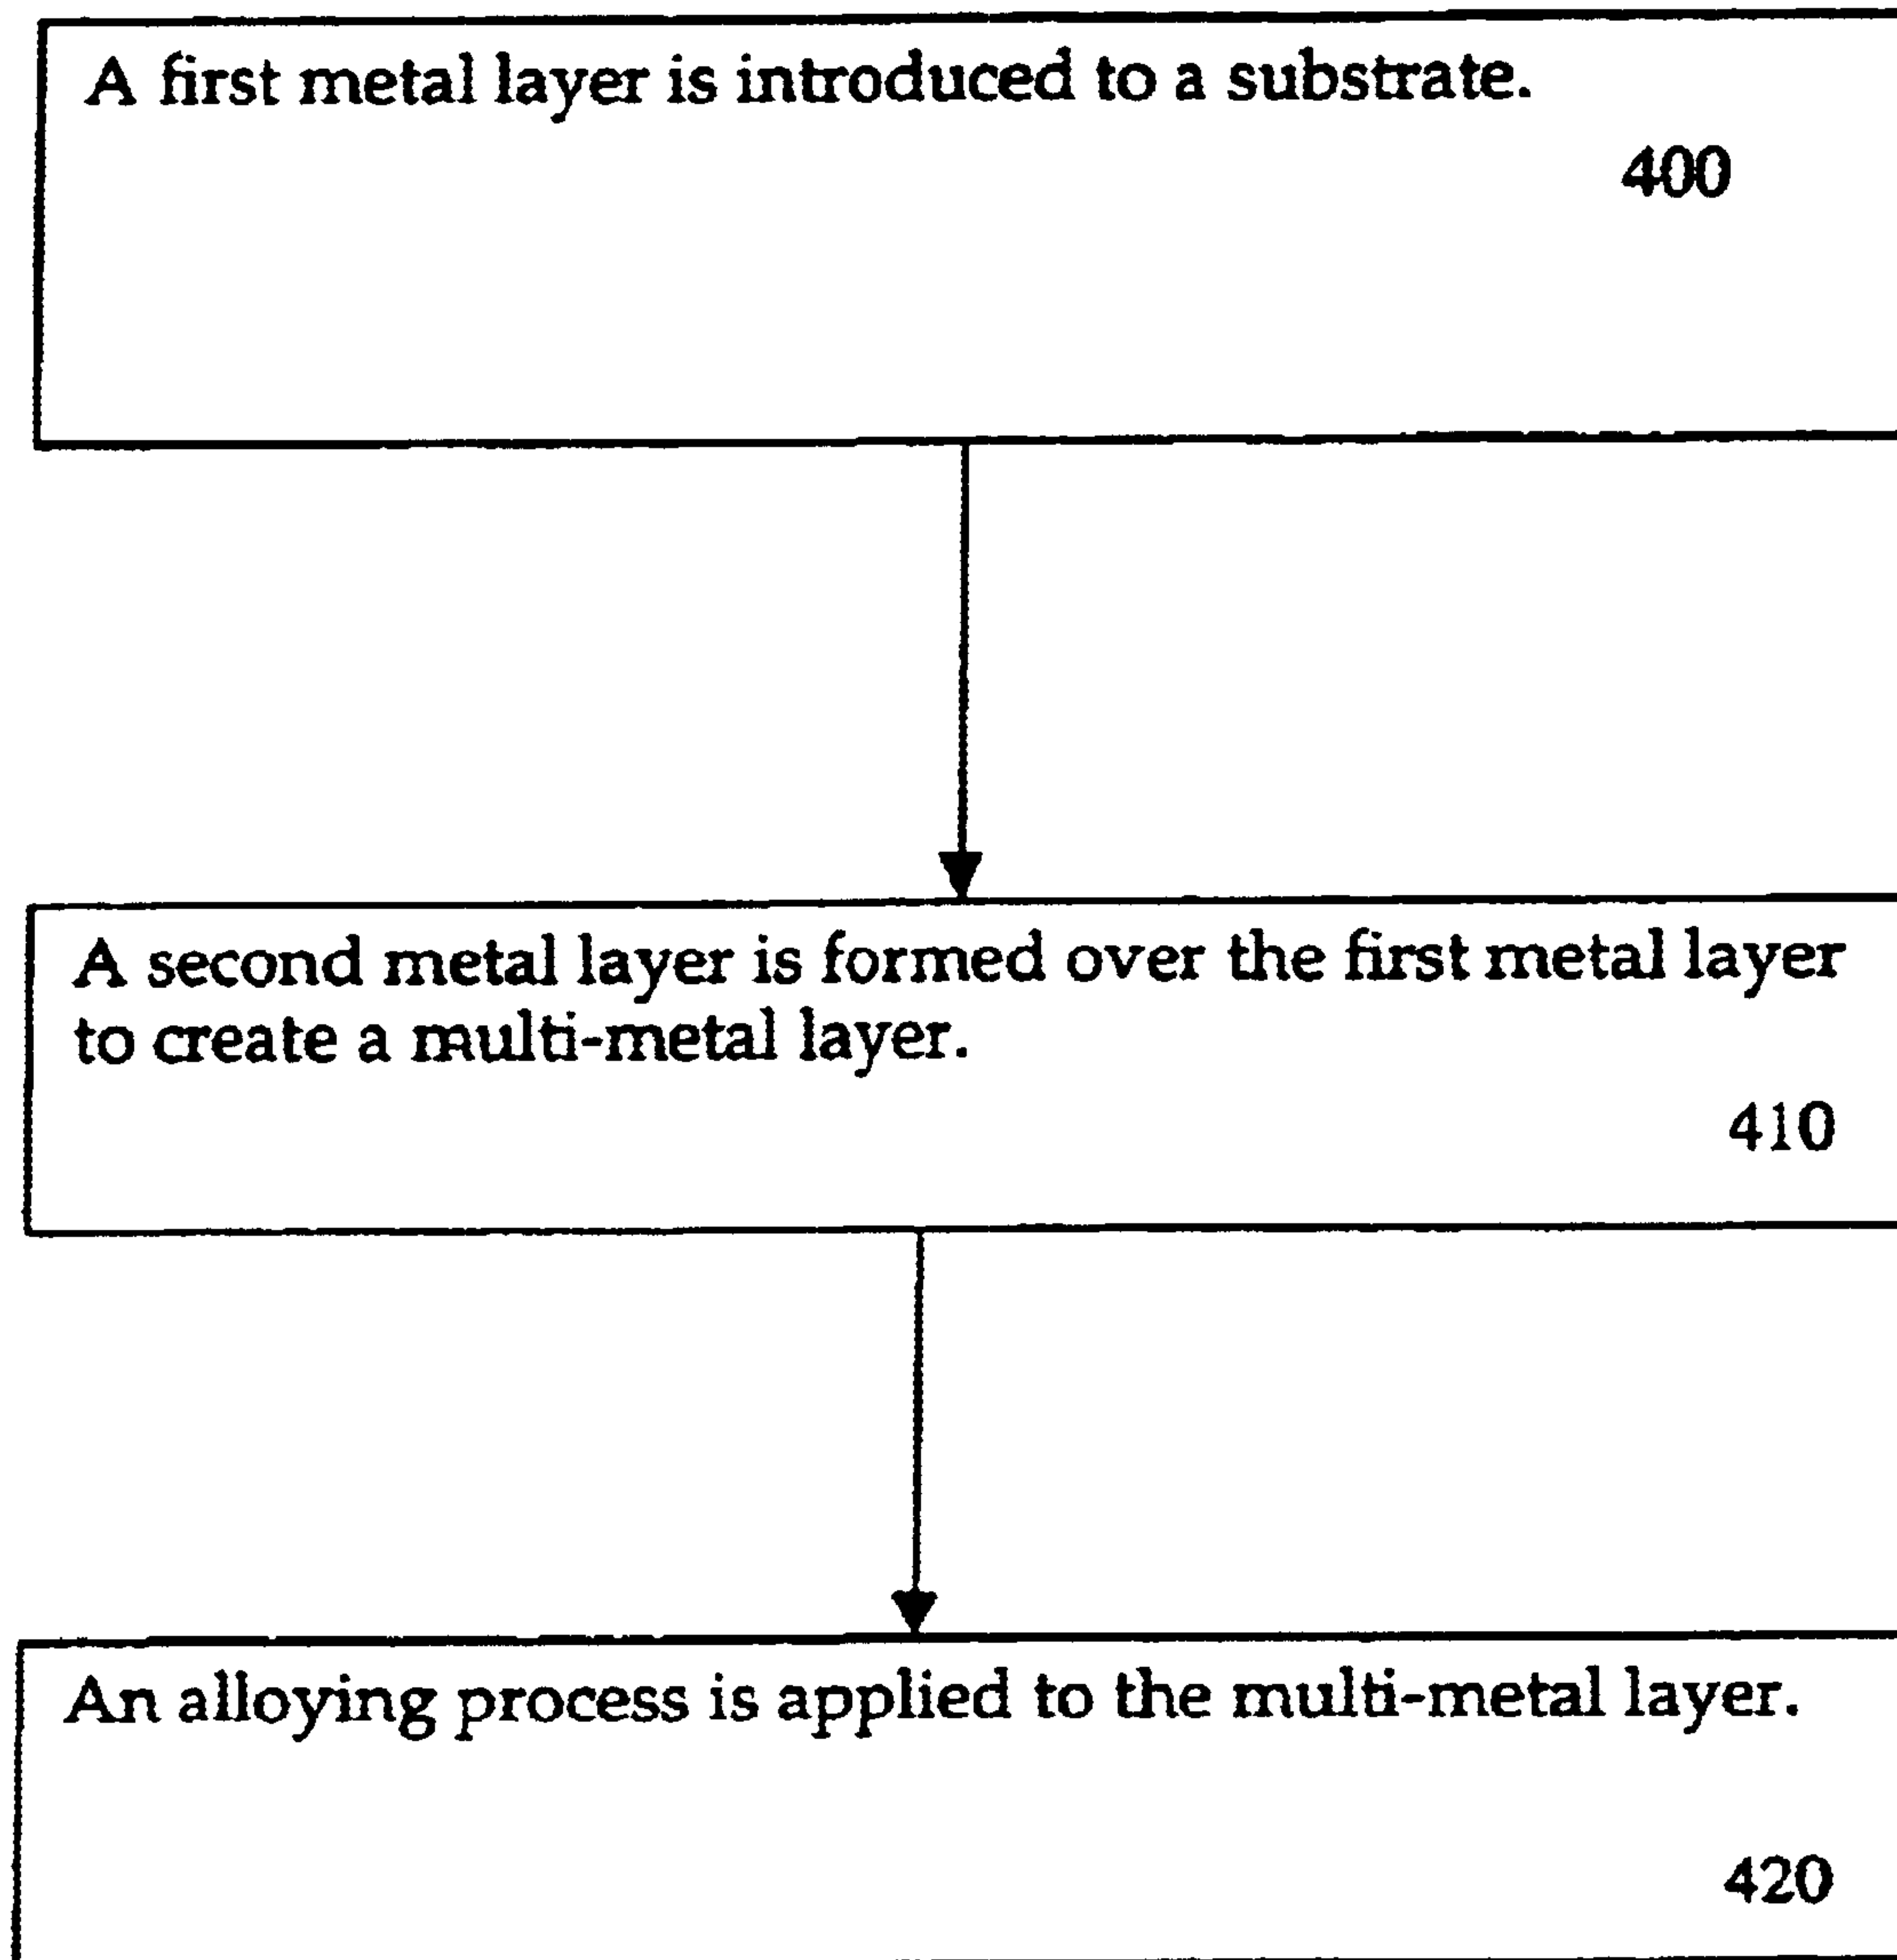 A first metal layer is introduced to a substrate.
400
A second metal layer is formed over the first metal layer
to create a multi-metal layer.
410
An alloying process is applied to the multi-metal layer.
420